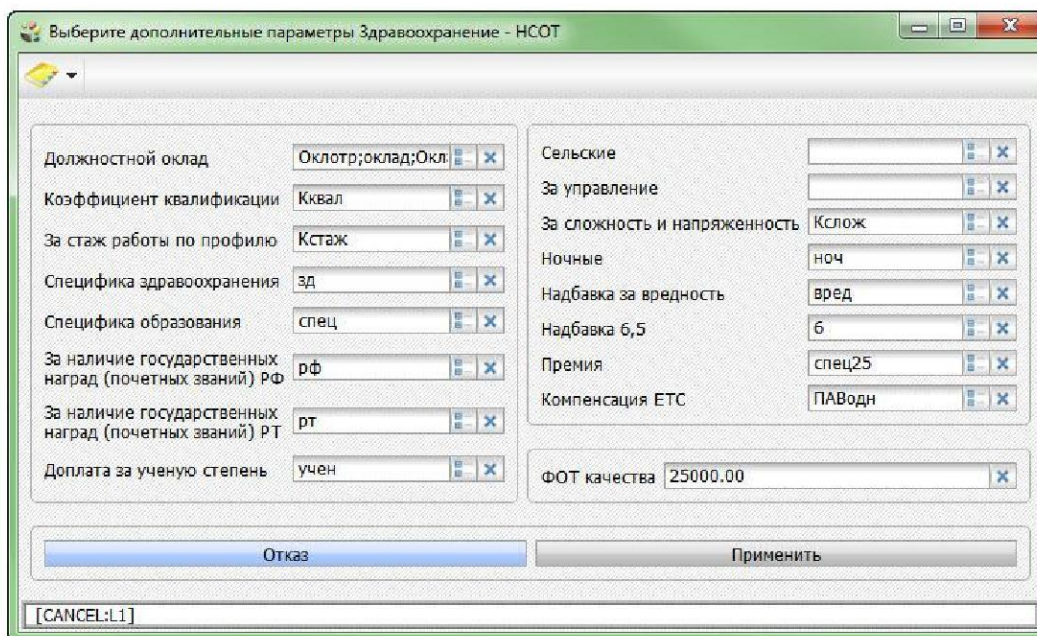 Выберите дополнительные параметры Здравоохранение - НСОТ
Должностной оклад Оклотр;оклад;Окл
Коэффициент квалификации Кквал
За стаж работы по профилю Кстаж
Специфика здравоохранения зд
Специфика образования спец
За наличие государственных
наград (почетных званий) РФ рф
За наличие государственных
наград (почетных званий) РТ рт
Доплата за ученую степень учен
Сельские
За управление
За сложность и напряженность Кслож
Ночные ноч
Надбавка за вредность вред
Надбавка 6,5 6
Премия спец25
Компенсация ЕТС ПАВодн
ФОТ качества 25000.00
Отказ Применить
[CANCEL:L1]